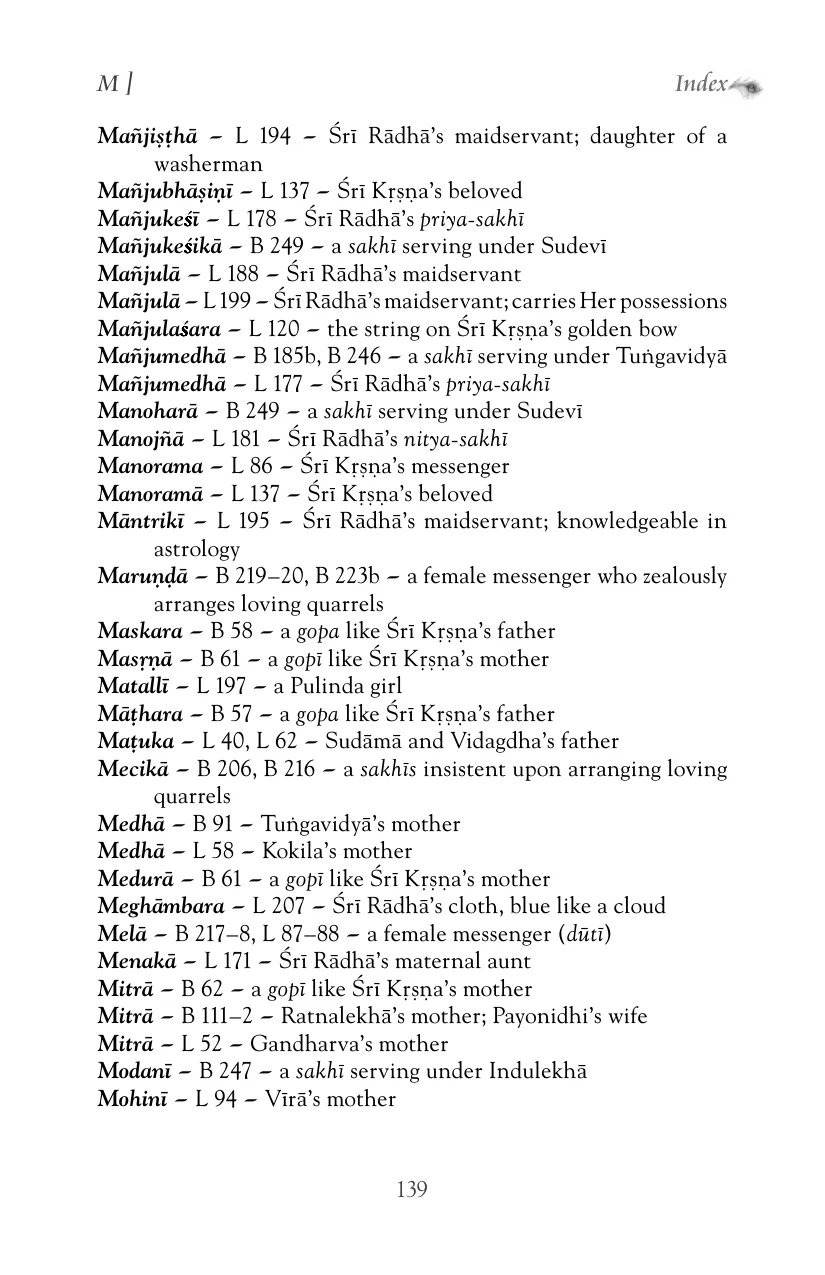 M ]
Index
Mañjiṣṭhā – L 194 – Śrī Rādhā’s maidservant; daughter of a
washerman
Mañjubhāṣiṇī – L 137 – Śrī Kṛṣṇa’s beloved
Mañjukeśī – L 178 – Śrī Rādhā’s priya-sakhī
Mañjukeśikā – B 249 – a sakhī serving under Sudevī
Mañjulā – L 188 – Śrī Rādhā’s maidservant
Mañjulā – L 199 – Śrī Rādhā’s maidservant; carries Her possessions
Mañjulaśara – L 120 – the string on Śrī Kṛṣṇa’s golden bow
Mañjumedhā – B 185b, B 246 – a sakhī serving under Tuṅgavidyā
Mañjumedhā – L 177 – Śrī Rādhā’s priya-sakhī
Manoharā – B 249 – a sakhī serving under Sudevī
Manojñā – L 181 – Śrī Rādhā’s nitya-sakhī
Manorama – L 86 – Śrī Kṛṣṇa’s messenger
Manoramā – L 137 – Śrī Kṛṣṇa’s beloved
Māntrikī – L 195 – Śrī Rādhā’s maidservant; knowledgeable in
astrology
Maruṇḍā – B 219–20, B 223b – a female messenger who zealously
arranges loving quarrels
Maskara – B 58 – a gopa like Śrī Kṛṣṇa’s father
Masṛṇā – B 61 – a gopī like Śrī Kṛṣṇa’s mother
Matallī – L 197 – a Pulinda girl
Māṭhara – B 57 – a gopa like Śrī Kṛṣṇa’s father
Maṭuka – L 40, L 62 – Sudāmā and Vidagdha’s father
Mecikā – B 206, B 216 – a sakhīs insistent upon arranging loving
quarrels
Medhā – B 91 – Tuṅgavidyā’s mother
Medhā – L 58 – Kokila’s mother
Medurā – B 61 – a gopī like Śrī Kṛṣṇa’s mother
Meghāmbara – L 207 – Śrī Rādhā’s cloth, blue like a cloud
Melā – B 217–8, L 87–88 – a female messenger (dūtī)
Menakā – L 171 – Śrī Rādhā’s maternal aunt
Mitrā – B 62 – a gopī like Śrī Kṛṣṇa’s mother
Mitrā – B 111–2 – Ratnalekhā’s mother; Payonidhi’s wife
Mitrā – L 52 – Gandharva’s mother
Modanī – B 247 – a sakhī serving under Indulekhā
Mohinī – L 94 – Vīrā’s mother
139